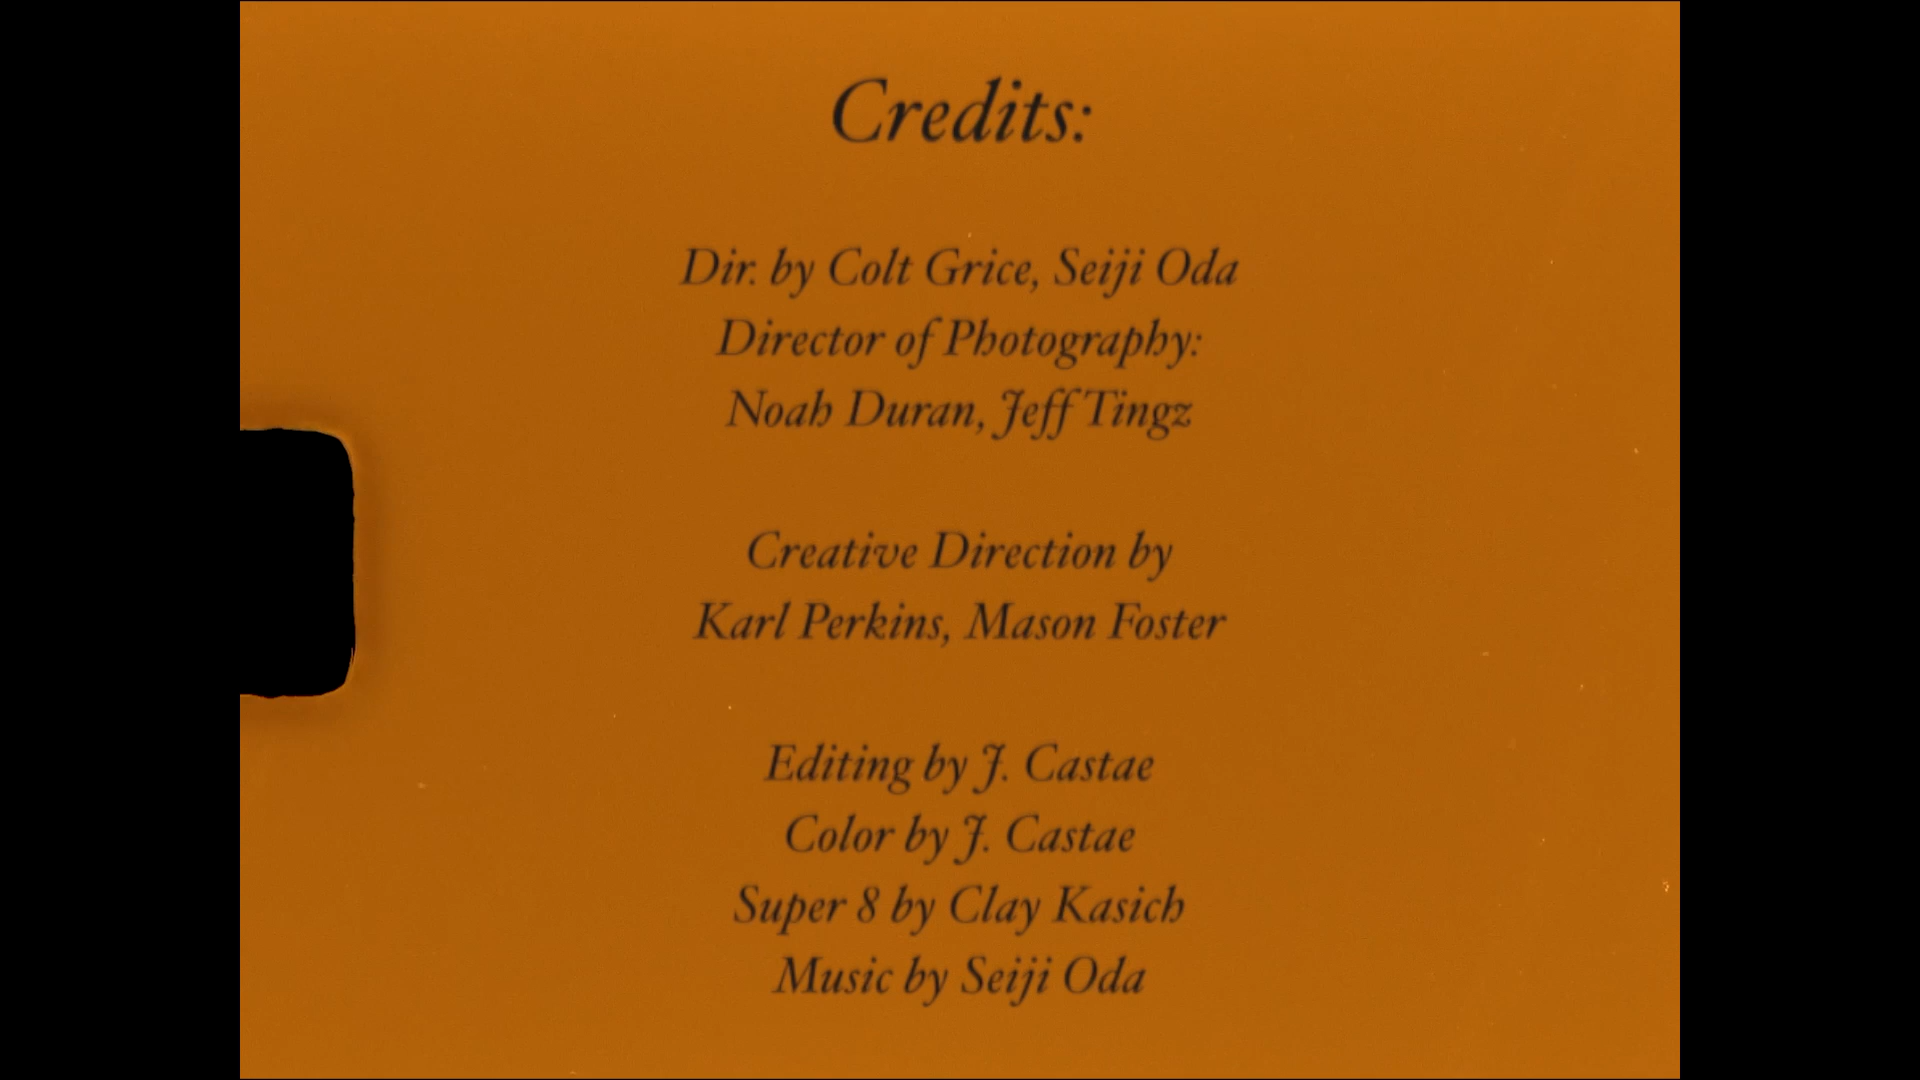 Credits:
Dir. by Colt Grice, Seiji Oda
Director of Photography:
Noah Duran, Jeff Tingz
Creative Direction by
Karl Perkins, Mason Foster
Editing by J. Castae
Color by J. Castae
Super 8 by Clay Kasich
Music by Seiji Oda